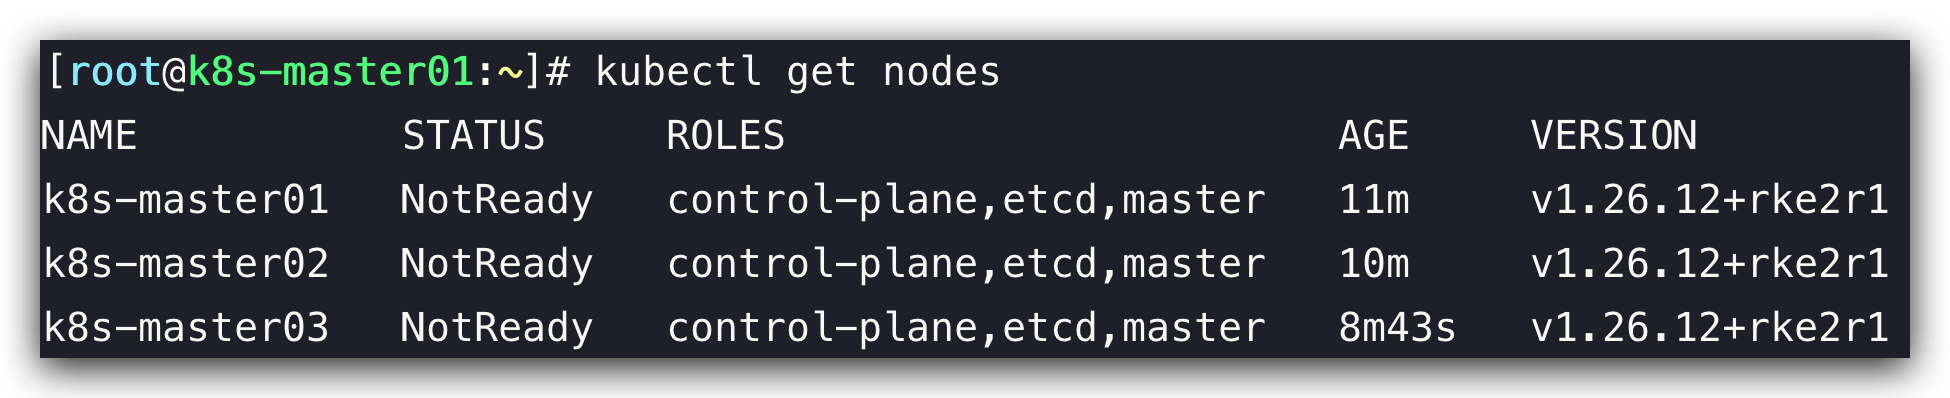 [root@k8s-master01:~]# kubectl get nodes
NAME           STATUS     ROLES                       AGE     VERSION
k8s-master01   NotReady   control-plane,etcd,master   11m     v1.26.12+rke2r1
k8s-master02   NotReady   control-plane,etcd,master   10m     v1.26.12+rke2r1
k8s-master03   NotReady   control-plane,etcd,master   8m43s   v1.26.12+rke2r1